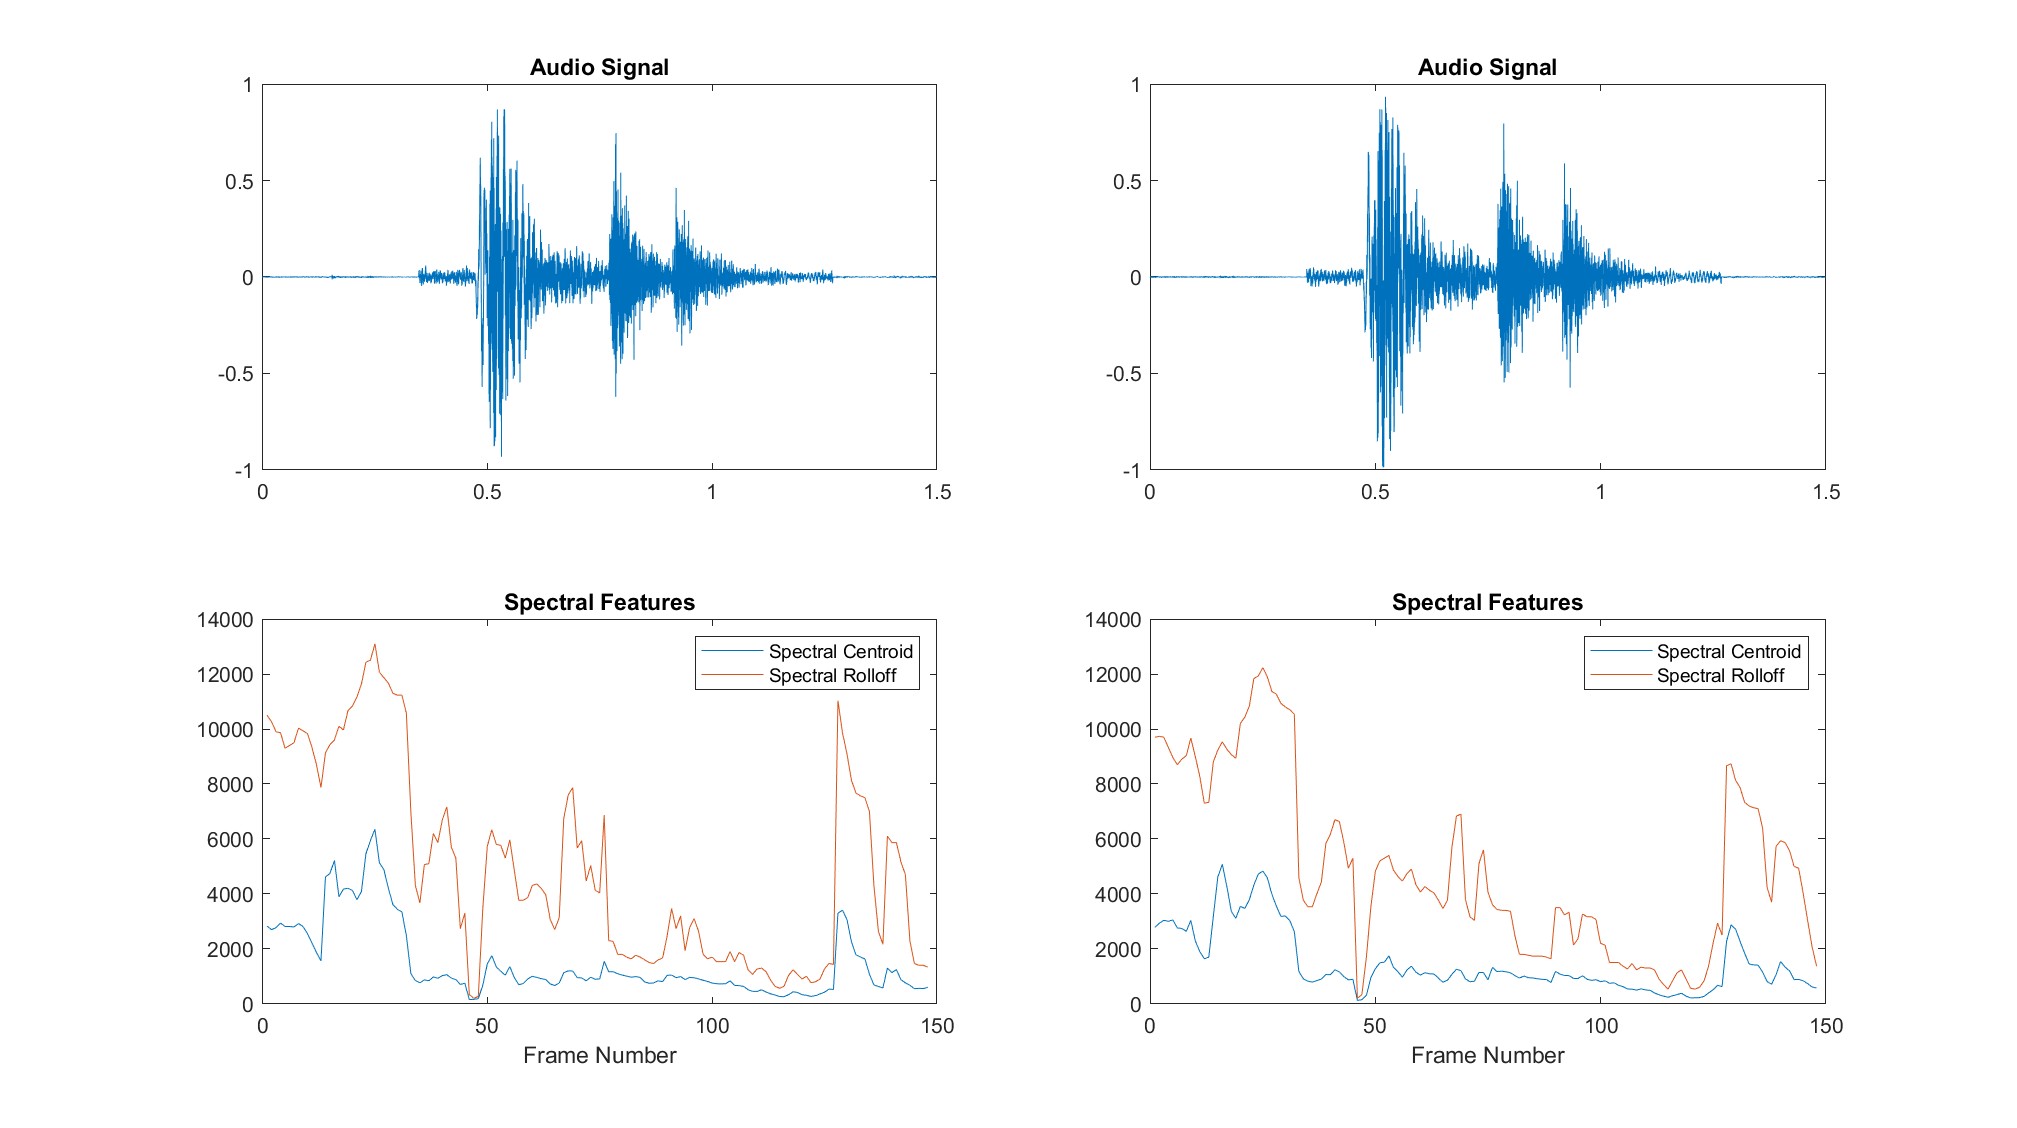 Audio Signal
1
0.5
0
-0.5
-1
0 0.5 1 1.5
Audio Signal
1
0.5
0
-0.5
-1
0 0.5 1 1.5
Spectral Features
14000
12000
10000
8000
6000
4000
2000
0
Spectral Centroid
Spectral Rolloff
0 50 100 150
Frame Number
Spectral Features
14000
12000
10000
8000
6000
4000
2000
0
Spectral Centroid
Spectral Rolloff
0 50 100 150
Frame Number